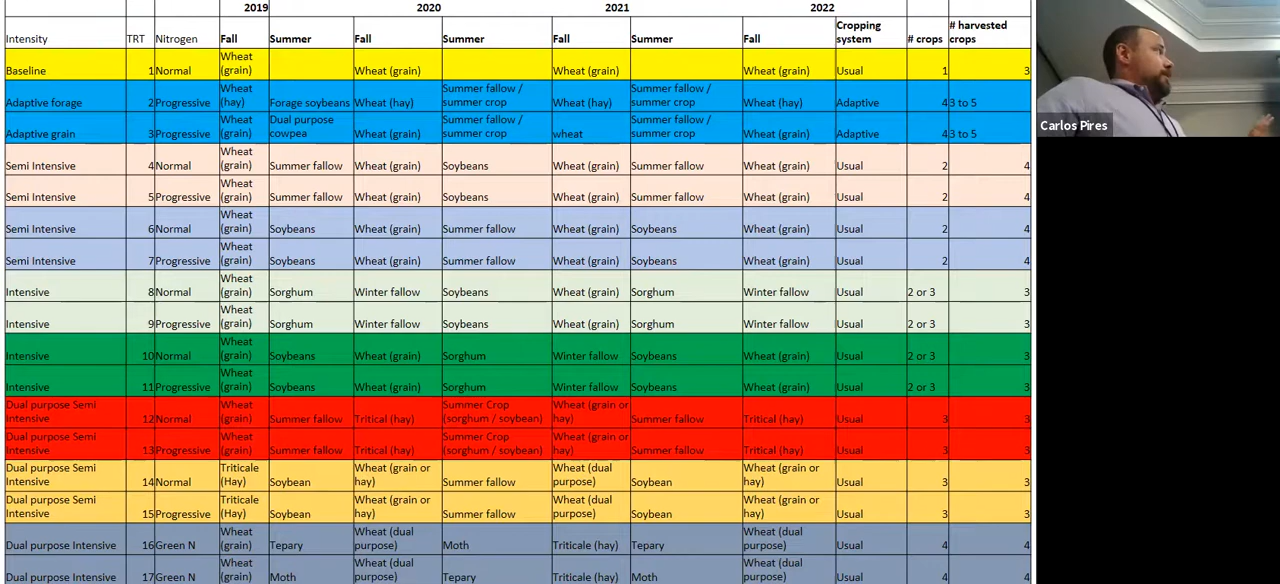 2019 2020 2021 2022
Intensity TRT Nitrogen Fall Summer Fall Summer Fall Summer Fall Cropping system # crops # harvested crops
Baseline 1 Normal Wheat (grain) Wheat (grain) Wheat (grain) Wheat (grain) Usual 1 3
Adaptive forage 2 Progressive Wheat (hay) Forage soybeans Wheat (hay) Summer fallow / summer crop Wheat (hay) Summer fallow / summer crop Wheat (hay) Adaptive 4 3 to 5
Adaptive grain 3 Progressive Wheat (grain) Dual purpose cowpea Wheat (grain) Summer fallow / summer crop wheat Summer fallow / summer crop Wheat (grain) Adaptive 4 3 to 5
Semi Intensive 4 Normal Wheat (grain) Summer fallow Wheat (grain) Soybeans Wheat (grain) Summer fallow Wheat (grain) Usual 2 4
Semi Intensive 5 Progressive Wheat (grain) Summer fallow Wheat (grain) Soybeans Wheat (grain) Summer fallow Wheat (grain) Usual 2 4
Semi Intensive 6 Normal Wheat (grain) Soybeans Wheat (grain) Summer fallow Wheat (grain) Soybeans Wheat (grain) Usual 2 4
Semi Intensive 7 Progressive Wheat (grain) Soybeans Wheat (grain) Summer fallow Wheat (grain) Soybeans Wheat (grain) Usual 2 4
Intensive 8 Normal Wheat (grain) Sorghum Winter fallow Soybeans Wheat (grain) Sorghum Winter fallow Usual 2 or 3 3
Intensive 9 Progressive Wheat (grain) Sorghum Winter fallow Soybeans Wheat (grain) Sorghum Winter fallow Usual 2 or 3 3
Intensive 10 Normal Wheat (grain) Soybeans Wheat (grain) Sorghum Winter fallow Soybeans Wheat (grain) Usual 2 or 3 3
Intensive 11 Progressive Wheat (grain) Soybeans Wheat (grain) Sorghum Winter fallow Soybeans Wheat (grain) Usual 2 or 3 3
Dual purpose Semi Intensive 12 Normal Wheat (grain) Summer fallow Tritical (hay) Summer Crop (sorghum / soybean) Wheat (grain or hay) Summer fallow Tritical (hay) Usual 3 3
Dual purpose Semi Intensive 13 Progressive Wheat (grain) Summer fallow Tritical (hay) Summer Crop (sorghum / soybean) Wheat (grain or hay) Summer fallow Tritical (hay) Usual 3 3
Dual purpose Semi Intensive 14 Normal Triticale (Hay) Soybean Wheat (grain or hay) Summer fallow Wheat (dual purpose) Soybean Wheat (grain or hay) Usual 3 3
Dual purpose Semi Intensive 15 Progressive Triticale (Hay) Soybean Wheat (grain or hay) Summer fallow Wheat (dual purpose) Soybean Wheat (grain or hay) Usual 3 3
Dual purpose Intensive 16 Green N Wheat (grain) Tepary Wheat (dual purpose) Moth Triticale (hay) Tepary Wheat (dual purpose) Usual 4 4
Dual purpose Intensive 17 Green N Wheat (grain) Moth Wheat (dual purpose) Tepary Triticale (hay) Moth Wheat (dual purpose) Usual 4 4
Carlos Pires